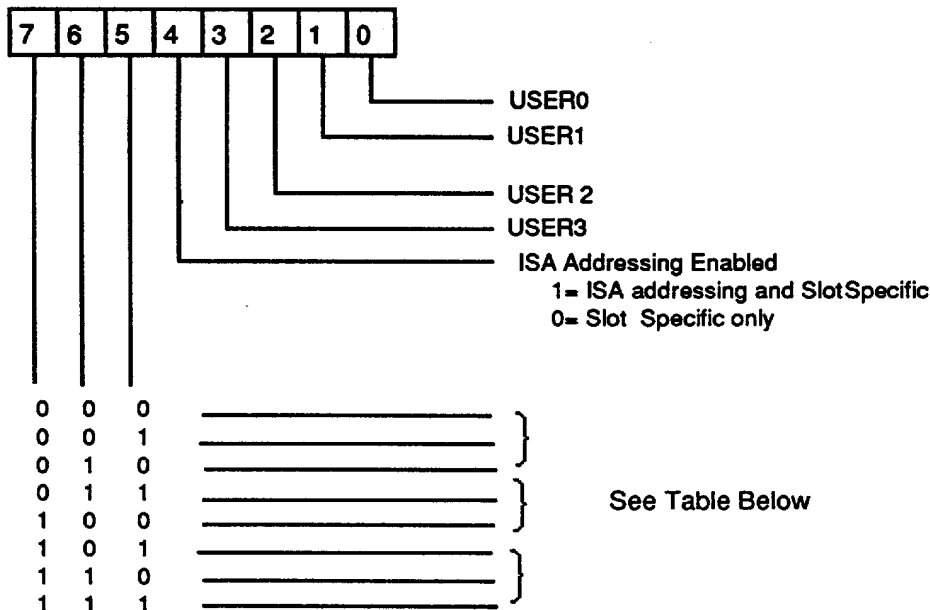 7 6 5 4 3 2 1 0
USER0
USER1
USER 2
USER3
ISA Addressing Enabled
1= ISA addressing and SlotSpecific
0= Slot Specific only
0 0 0
0 0 1
0 1 0
0 1 1
See Table Below
1 0 0
1 0 1
1 1 0
1 1 1